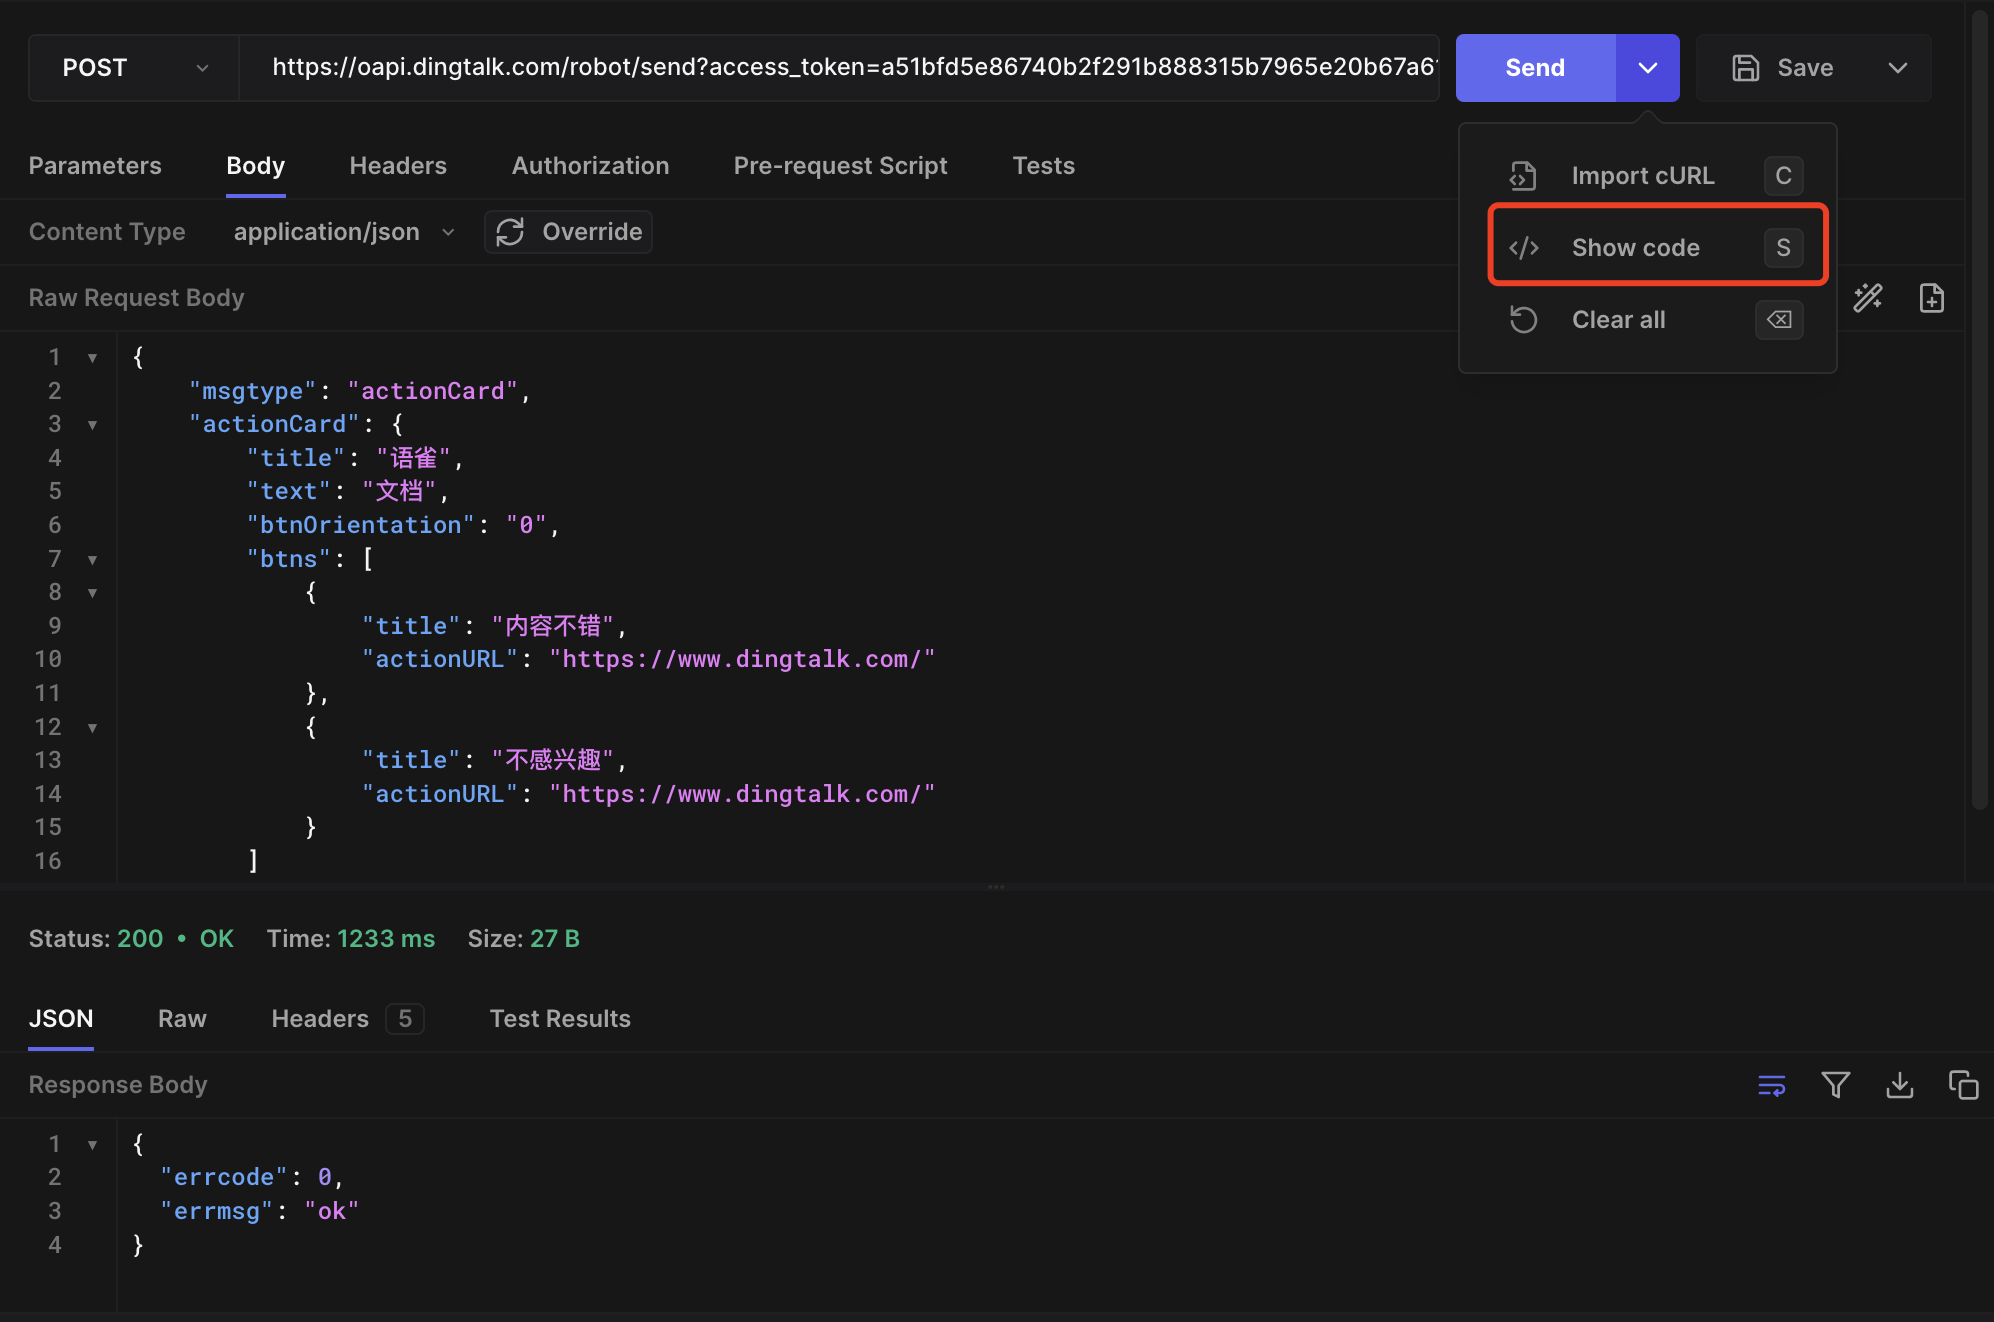 POST
https://oapi.dingtalk.com/robot/send?access_token=a51bfd5e86740b2f291b888315b7965e20b67a6
Send
Save
Parameters Body Headers Authorization Pre-request Script Tests
Import cURL C
Show code S
Clear all
Content Type application/json Override
Raw Request Body
1 {
2 "msgtype": "actionCard",
3 "actionCard": {
4 "title": "语雀",
5 "text": "文档",
6 "btnOrientation": "0",
7 "btns": [
8 {
9 "title": "内容不错",
10 "actionURL": "https://www.dingtalk.com/"
11 },
12 {
13 "title": "不感兴趣",
14 "actionURL": "https://www.dingtalk.com/"
15 }
16 ]
Status: 200 • OK Time: 1233 ms Size: 27 B
JSON Raw Headers 5 Test Results
Response Body
1 {
2 "errcode": 0,
3 "errmsg": "ok"
4 }